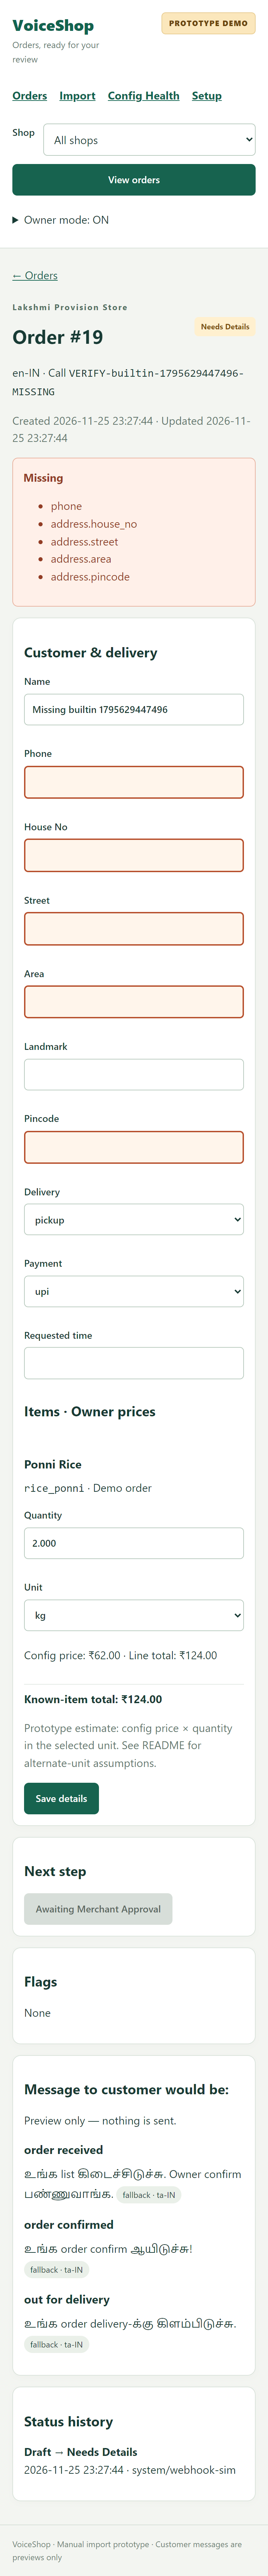 VoiceShop
PROTOTYPE DEMO
Orders, ready for your
review
Orders Import Config Health Setup
Shop
All shops
View orders
▶ Owner mode: ON
← Orders
Lakshmi Provision Store
Order #19
Needs Details
en-IN · Call VERIFY-builtin-1795629447496-
MISSING
Created 2026-11-25 23:27:44 · Updated 2026-11-
25 23:27:44
Missing
• phone
• address.house_no
• address.street
• address.area
• address.pincode
Customer & delivery
Name
Missing builtin 1795629447496
Phone
House No
Street
Area
Landmark
Pincode
Delivery
pickup
Payment
upi
Requested time
Items · Owner prices
Ponni Rice
rice_ponni · Demo order
Quantity
2.000
Unit
kg
Config price: ₹62.00 · Line total: ₹124.00
Known-item total: ₹124.00
Prototype estimate: config price × quantity
in the selected unit. See README for
alternate-unit assumptions.
Save details
Next step
Awaiting Merchant Approval
Flags
None
Message to customer would be:
Preview only — nothing is sent.
order received
உங்க list கிடைச்சிடுச்சு. Owner confirm
பண்ணுவாங்க. fallback · ta-IN
order confirmed
உங்க order confirm ஆயிடுச்சு!
fallback · ta-IN
out for delivery
உங்க order delivery-க்கு கிளம்பிடுச்சு.
fallback · ta-IN
Status history
Draft → Needs Details
2026-11-25 23:27:44 · system/webhook-sim
VoiceShop · Manual import prototype · Customer messages are
previews only